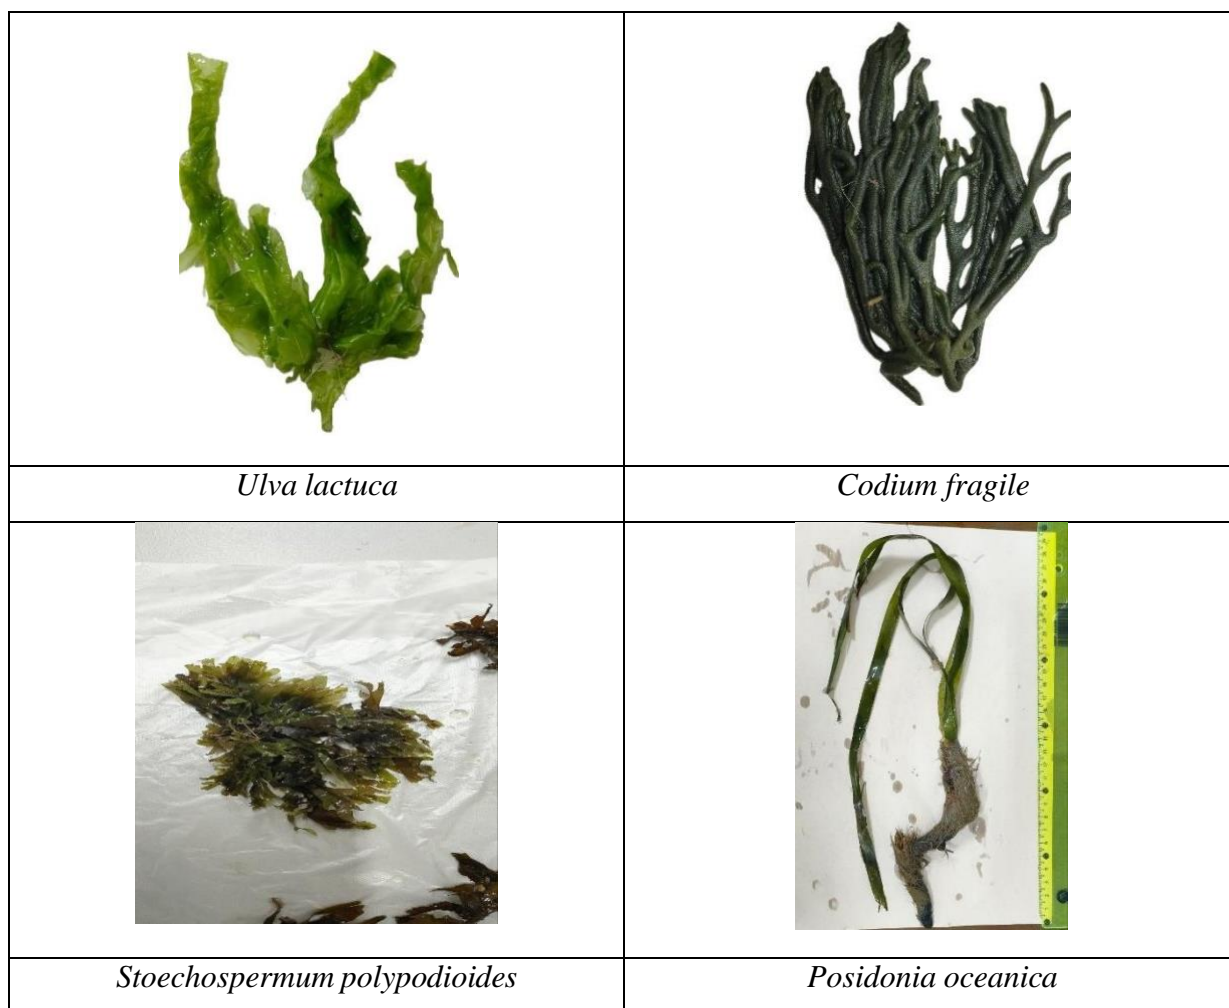 Ulva lactuca
Codium fragile
Stoechospermum polypodioides
Posidonia oceanica